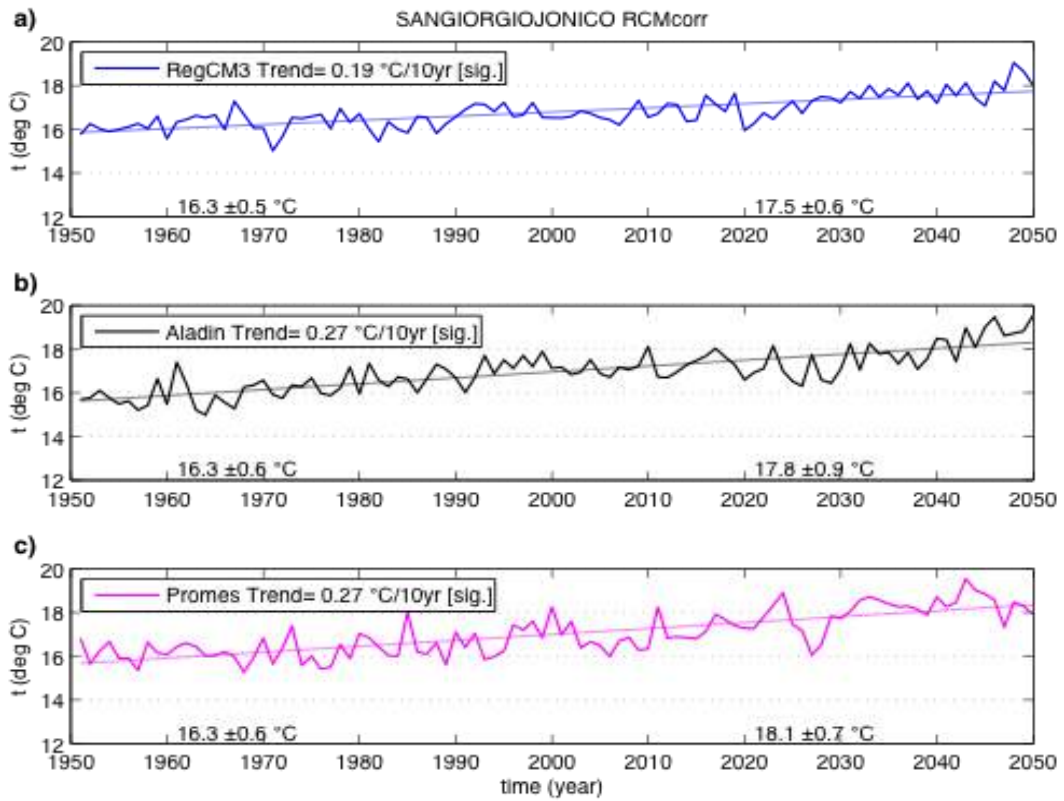 a)
SANGIORGIOJONICO RCMcorr
20
RegCM3 Trend= 0.19 °C/10yr [sig.]
18
16
14
12
t (deg C)
16.3 ±0.5 °C
17.5 ±0.6 °C
1950 1960 1970 1980 1990 2000 2010 2020 2030 2040 2050
b)
20
Aladin Trend= 0.27 °C/10yr [sig.]
18
16
14
12
t (deg C)
16.3 ±0.6 °C
17.8 ±0.9 °C
1950 1960 1970 1980 1990 2000 2010 2020 2030 2040 2050
c)
20
Promes Trend= 0.27 °C/10yr [sig.]
18
16
14
12
t (deg C)
16.3 ±0.6 °C
18.1 ±0.7 °C
1950 1960 1970 1980 1990 2000 2010 2020 2030 2040 2050
time (year)